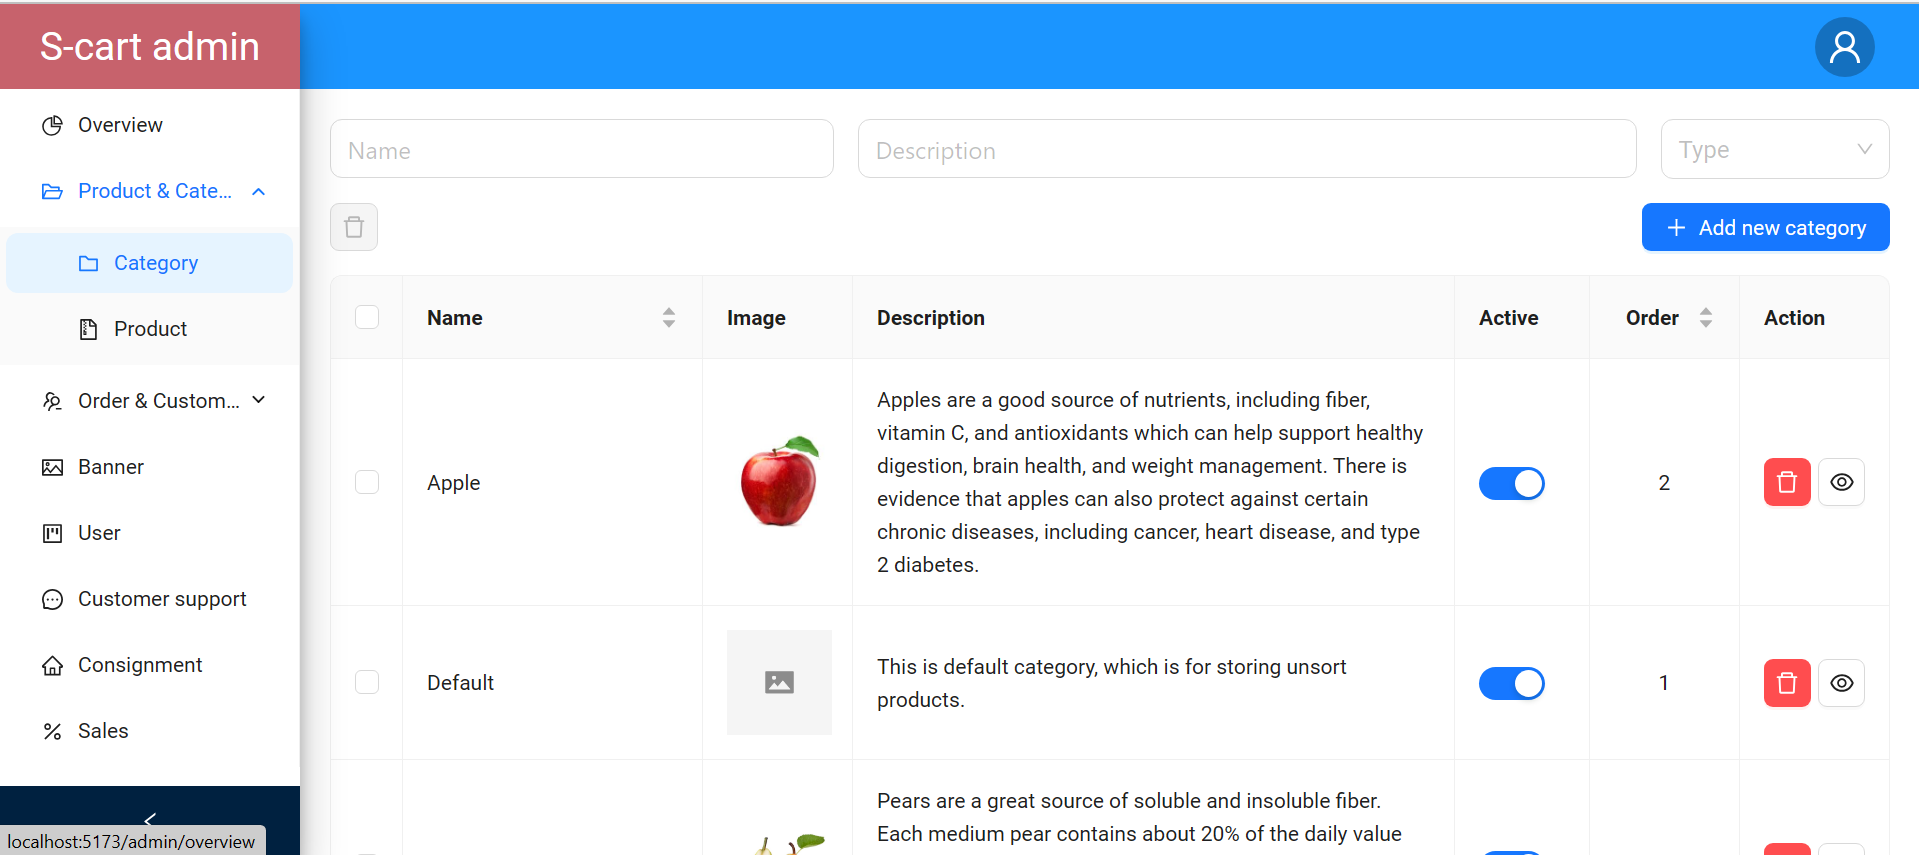 S-cart admin
Overview
Product & Cate...
Category
Product
Order & Custom...
Banner
User
Customer support
Consignment
Sales
localhost:5173/admin/overview
Name
Description
Type
Add new category
Name
Image
Description
Active
Order
Action
Apple
Apples are a good source of nutrients, including fiber,
vitamin C, and antioxidants which can help support healthy
digestion, brain health, and weight management. There is
evidence that apples can also protect against certain
chronic diseases, including cancer, heart disease, and type
2 diabetes.
2
Default
This is default category, which is for storing unsort
products.
1
Pears are a great source of soluble and insoluble fiber.
Each medium pear contains about 20% of the daily value